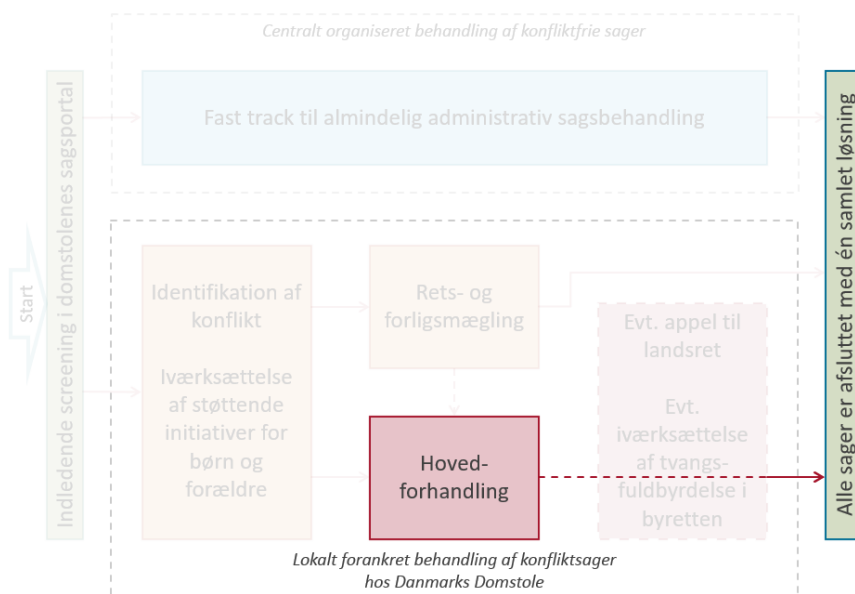 Centralt organiseret behandling af konfliktfrie sager
Fast track til almindelig administrativ sagsbehandling
Start
Indledende screening i domstolenes sagsportal
Identifikation af
konflikt
Iværksættelse
af støttende
initiativer for
børn og
forældre
Rets- og
forligsmægling
Hoved-
forhandling
Evt. appel til
landsret
Evt.
iværksættelse
af tvangs-
fuldbyrdelse i
byretten
Alle sager er afsluttet med én samlet løsning
Lokalt forankret behandling af konfliktsager
hos Danmarks Domstole